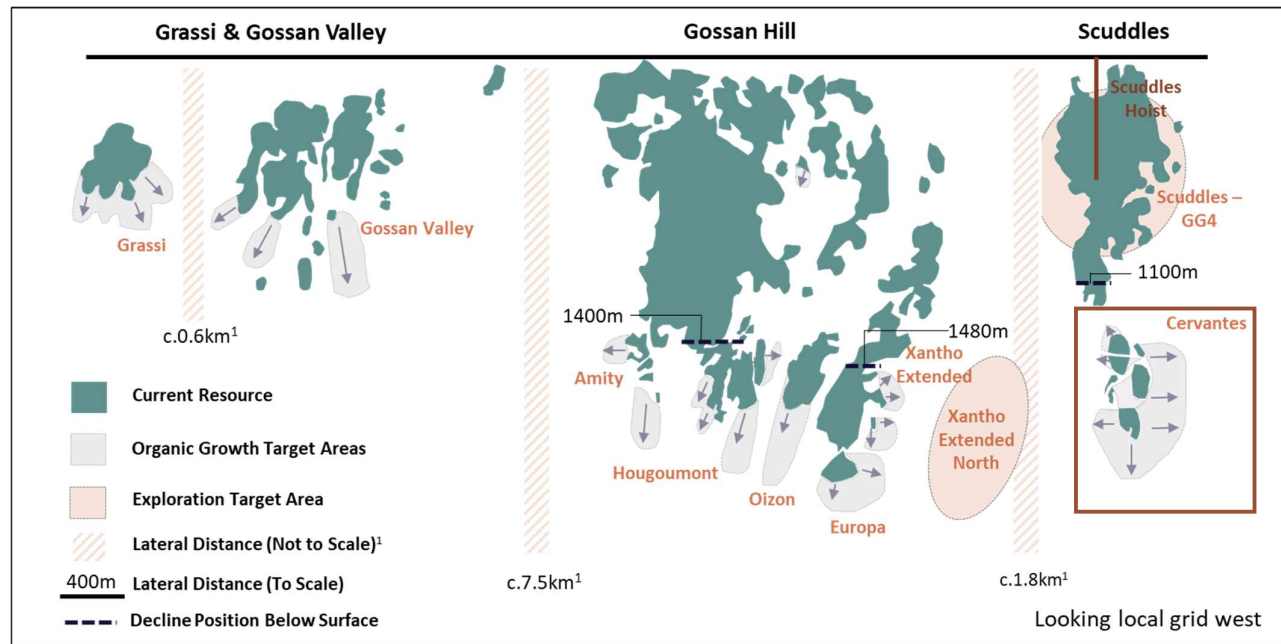 Grassi & Gossan Valley
Gossan Hill
Scuddles
Scuddles
Hoist
Scuddles –
GG4
Grassi
Gossan Valley
1100m
c.0.6km¹
1400m
1480m
Cervantes
Amity
Xantho
Extended
Xantho
Extended
North
Hougoumont
Oizon
Europa
Current Resource
Organic Growth Target Areas
Exploration Target Area
Lateral Distance (Not to Scale)¹
400m Lateral Distance (To Scale)
Decline Position Below Surface
c.7.5km¹
c.1.8km¹
Looking local grid west